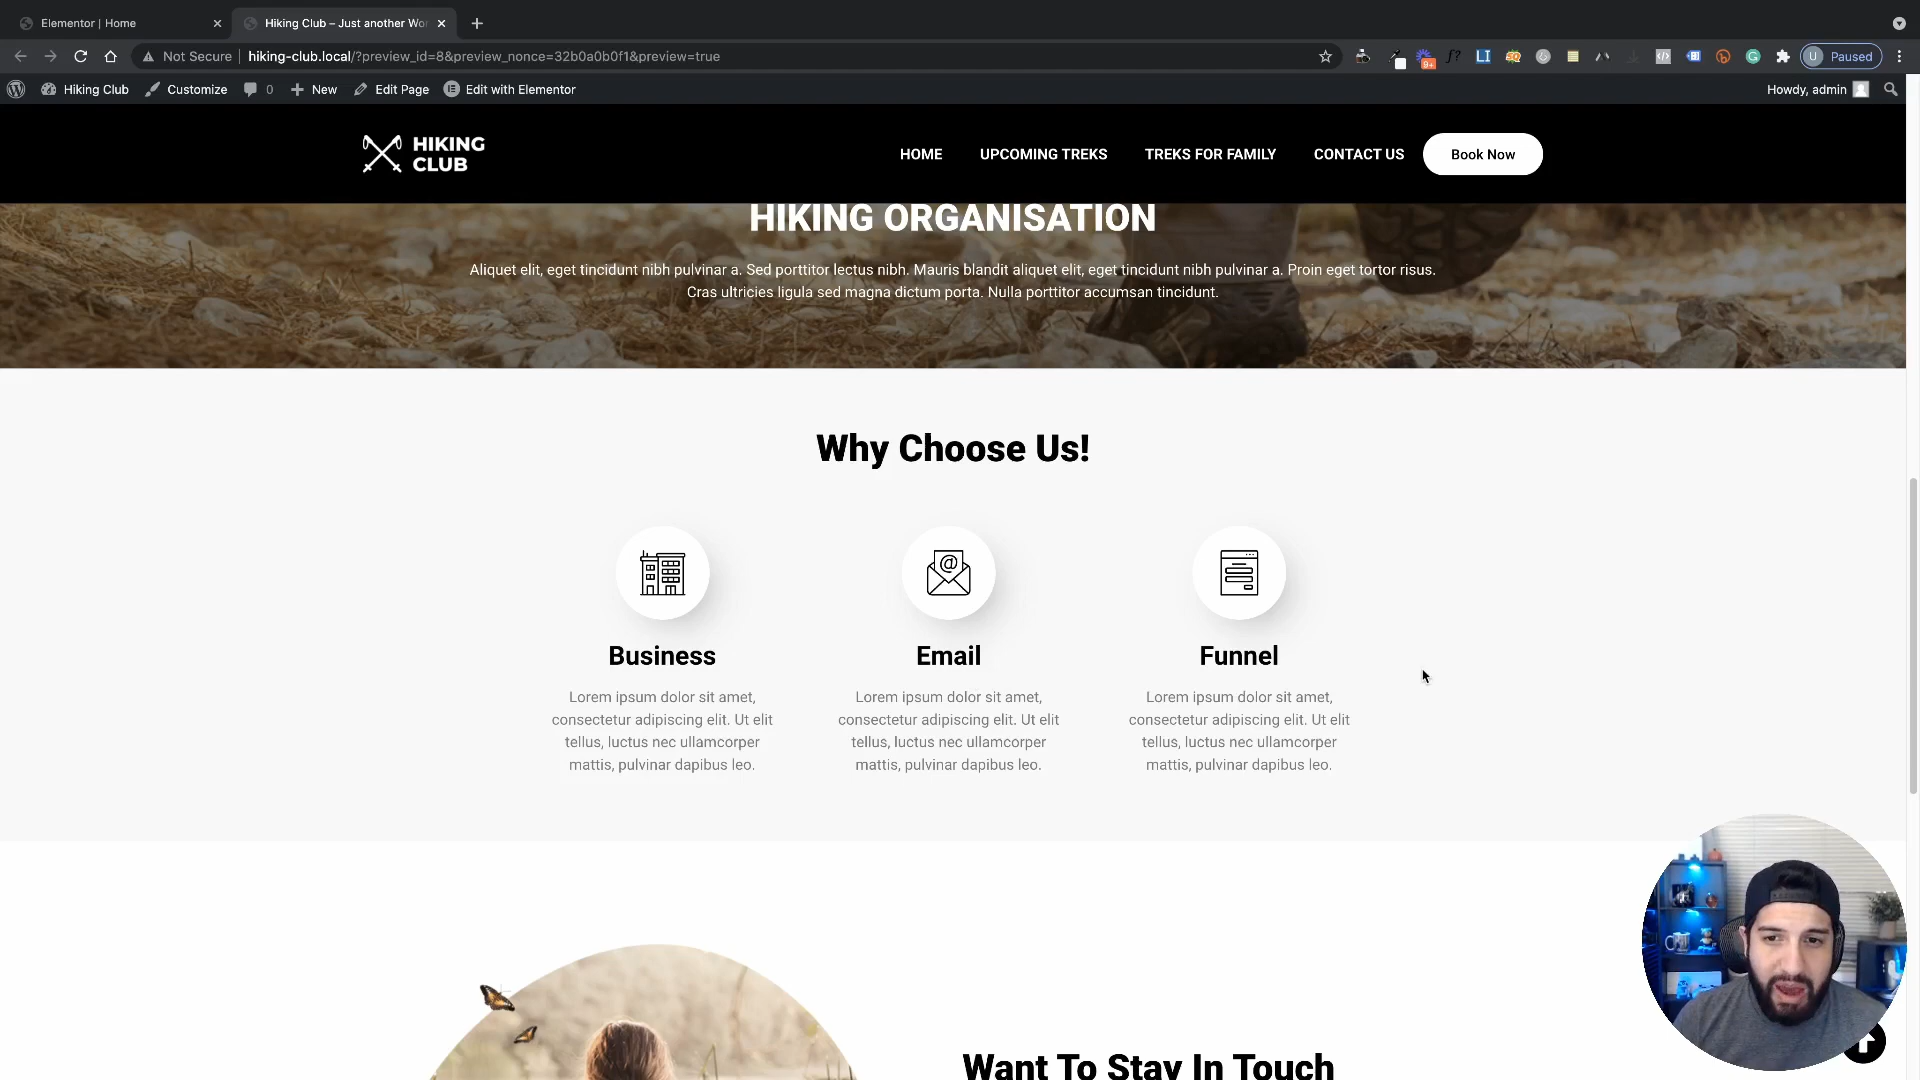 Elementor | Home
Hiking Club – Just another Wo
Not Secure
hiking-club.local/?preview_id=8&preview_nonce=32b0a0b0f1&preview=true
9+
f?
LI
G
U Paused
Hiking Club
Customize
0
New
Edit Page
Edit with Elementor
Howdy, admin
HIKING
CLUB
HOME
UPCOMING TREKS
TREKS FOR FAMILY
CONTACT US
Book Now
HIKING ORGANISATION
Aliquet elit, eget tincidunt nibh pulvinar a. Sed porttitor lectus nibh. Mauris blandit aliquet elit, eget tincidunt nibh pulvinar a. Proin eget tortor risus.
Cras ultricies ligula sed magna dictum porta. Nulla porttitor accumsan tincidunt.
Why Choose Us!
Business
Lorem ipsum dolor sit amet,
consectetur adipiscing elit. Ut elit
tellus, luctus nec ullamcorper
mattis, pulvinar dapibus leo.
Email
Lorem ipsum dolor sit amet,
consectetur adipiscing elit. Ut elit
tellus, luctus nec ullamcorper
mattis, pulvinar dapibus leo.
Funnel
Lorem ipsum dolor sit amet,
consectetur adipiscing elit. Ut elit
tellus, luctus nec ullamcorper
mattis, pulvinar dapibus leo.
Want To Stay In Touch